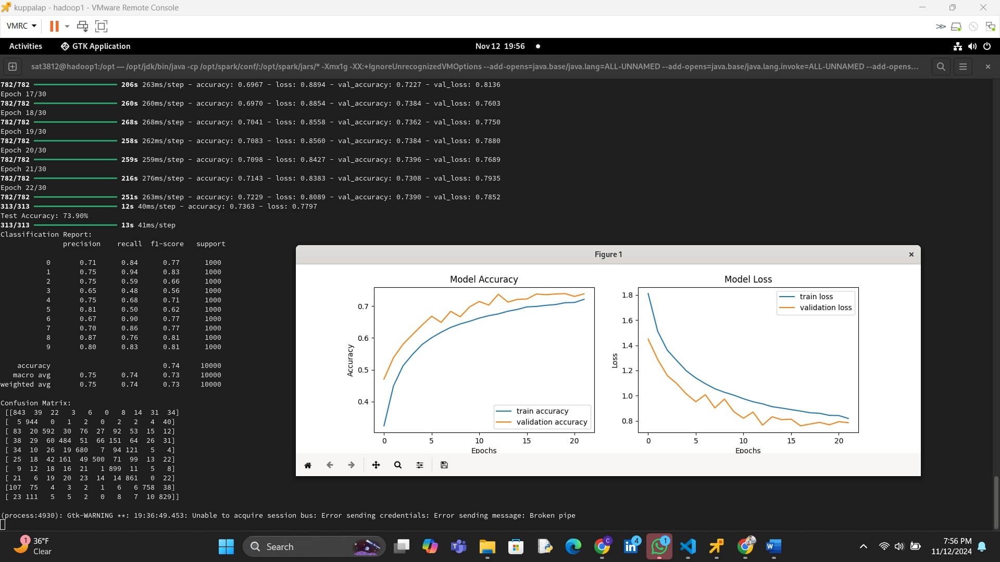 kuppalap - hadoop1 - VMware Remote Console
VMRC
Activities GTK Application Nov 12 19:56
sat3812@hadoop1:/opt — /opt/jdk/bin/java -cp /opt/spark/conf/:/opt/spark/jars/* -Xmx1g -XX:+IgnoreUnrecognizedVMOptions --add-opens=java.base/java.lang=ALL-UNNAMED --add-opens=java.base/java.lang.invoke=ALL-UNNAMED --add-opens...
782/782 206s 263ms/step - accuracy: 0.6967 - loss: 0.8894 - val_accuracy: 0.7227 - val_loss: 0.8136
Epoch 17/30
782/782 260s 260ms/step - accuracy: 0.6970 - loss: 0.8854 - val_accuracy: 0.7384 - val_loss: 0.7603
Epoch 18/30
782/782 268s 268ms/step - accuracy: 0.7041 - loss: 0.8558 - val_accuracy: 0.7362 - val_loss: 0.7750
Epoch 19/30
782/782 258s 262ms/step - accuracy: 0.7083 - loss: 0.8560 - val_accuracy: 0.7384 - val_loss: 0.7880
Epoch 20/30
782/782 259s 259ms/step - accuracy: 0.7098 - loss: 0.8427 - val_accuracy: 0.7396 - val_loss: 0.7689
Epoch 21/30
782/782 216s 276ms/step - accuracy: 0.7143 - loss: 0.8383 - val_accuracy: 0.7308 - val_loss: 0.7935
Epoch 22/30
782/782 251s 263ms/step - accuracy: 0.7229 - loss: 0.8089 - val_accuracy: 0.7390 - val_loss: 0.7852
313/313 12s 40ms/step - accuracy: 0.7363 - loss: 0.7797
Test Accuracy: 73.90%
313/313 13s 41ms/step
Classification Report:
precision recall f1-score support
0 0.71 0.84 0.77 1000
1 0.75 0.94 0.83 1000
2 0.75 0.59 0.66 1000
3 0.65 0.48 0.56 1000
4 0.75 0.68 0.71 1000
5 0.81 0.50 0.62 1000
6 0.67 0.90 0.77 1000
7 0.70 0.86 0.77 1000
8 0.87 0.76 0.81 1000
9 0.80 0.83 0.81 1000
accuracy 0.74 10000
macro avg 0.75 0.74 0.73 10000
weighted avg 0.75 0.74 0.73 10000
Confusion Matrix:
[[843 39 22 3 6 0 8 14 31 34]
[ 5 944 0 1 2 0 2 2 4 40]
[ 83 20 592 30 76 27 92 53 15 12]
[ 38 29 60 484 51 66 151 64 26 31]
[ 34 10 26 19 680 7 94 121 5 4]
[ 25 18 42 161 49 500 71 99 13 22]
[ 9 12 18 16 21 1 899 11 5 8]
[ 21 6 19 20 23 14 14 861 0 22]
[107 75 4 3 2 1 6 6 758 38]
[ 23 111 5 5 2 0 8 7 10 829]]
(process:4930): Gtk-WARNING **: 19:36:49.453: Unable to acquire session bus: Error sending credentials: Error sending message: Broken pipe
Figure 1
Model Accuracy
0.7
0.6
0.5
0.4
Accuracy
train accuracy
validation accuracy
0 5 10 15 20
Epochs
Model Loss
1.8
1.6
1.4
1.2
1.0
0.8
Loss
train loss
validation loss
0 5 10 15 20
Epochs
1
36°F
Clear
Search
C
4
1
7:56 PM
11/12/2024